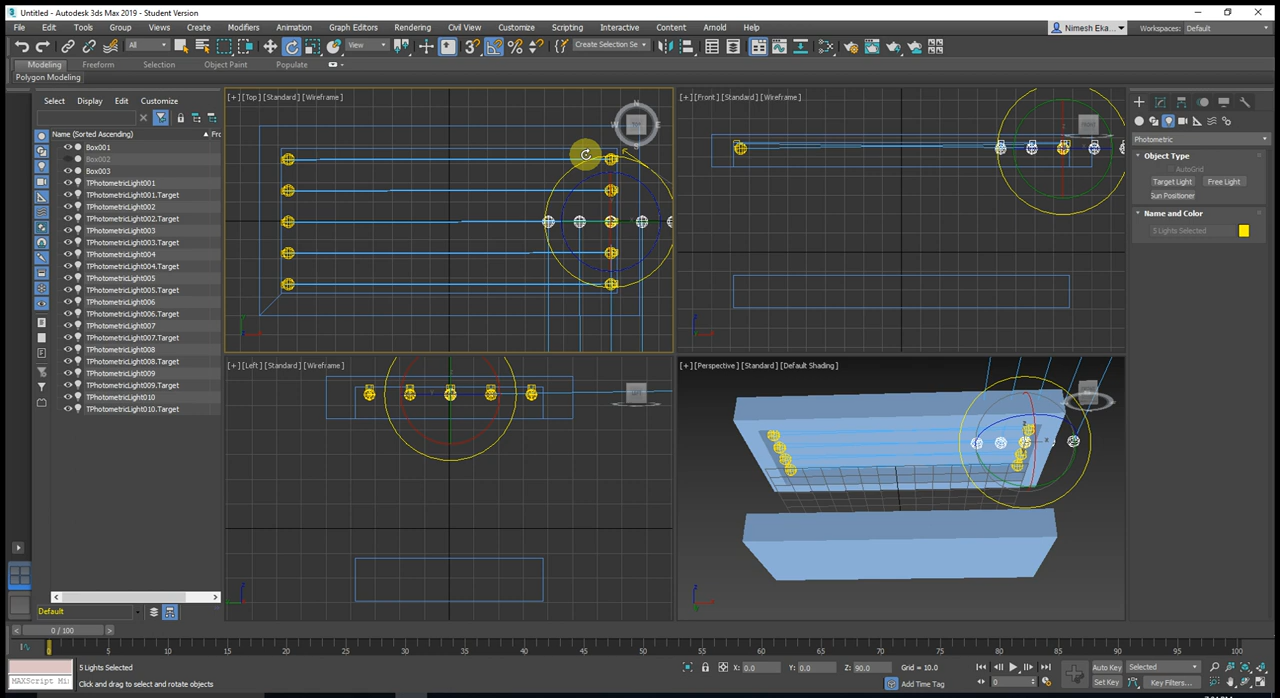 Untitled - Autodesk 3ds Max 2019 - Student Version
File Edit Tools Group Views Create Modifiers Animation Graph Editors Rendering Civil View Customize Scripting Interactive Content Arnold Help
Nimesh Eka... Workspaces: Default
All View Create Selection Se
Modeling Freeform Selection Object Paint Populate
Polygon Modeling
Select Display Edit Customize
Name (Sorted Ascending) Fr
Box001
Box002
Box003
TPhotometricLight001
TPhotometricLight001.Target
TPhotometricLight002
TPhotometricLight002.Target
TPhotometricLight003
TPhotometricLight003.Target
TPhotometricLight004
TPhotometricLight004.Target
TPhotometricLight005
TPhotometricLight005.Target
TPhotometricLight006
TPhotometricLight006.Target
TPhotometricLight007
TPhotometricLight007.Target
TPhotometricLight008
TPhotometricLight008.Target
TPhotometricLight009
TPhotometricLight009.Target
TPhotometricLight010
TPhotometricLight010.Target
Default
[+] [Top] [Standard] [Wireframe]
[+] [Front] [Standard] [Wireframe]
[+] [Left] [Standard] [Wireframe]
[+] [Perspective] [Standard] [Default Shading]
Photometric
Object Type
AutoGrid
Target Light Free Light
Sun Positioner
Name and Color
5 Lights Selected
0 / 100
0 5 10 15 20 25 30 35 40 45 50 55 60 65 70 75 80 85 90 95 100
5 Lights Selected
MAXScript Mi
Click and drag to select and rotate objects
X: 0.0 Y: 0.0 Z: 90.0 Grid = 10.0
Add Time Tag
0
Auto Key Selected
Set Key Key Filters...